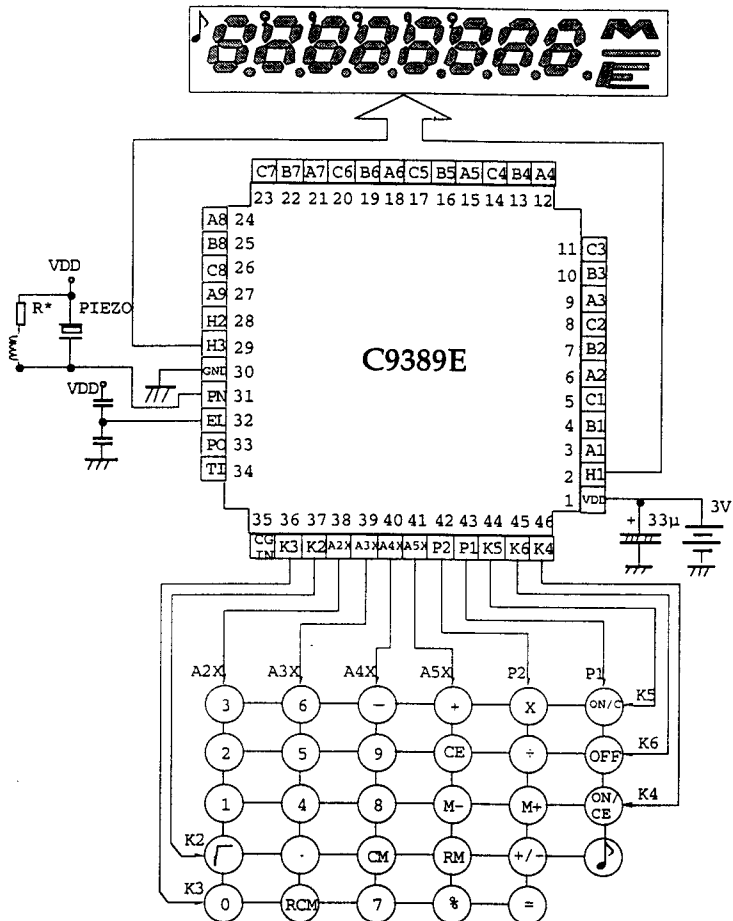 M
E
C7 B7 A7 C6 B6 A6 C5 B5 A5 C4 B4 A4
23 22 21 20 19 18 17 16 15 14 13 12
A8 24
B8 25
C8 26
A9 27
H2 28
H3 29
GND 30
PN 31
EL 32
PO 33
TI 34
11 C3
10 B3
9 A3
8 C2
7 B2
6 A2
5 C1
4 B1
3 A1
2 H1
1 VDD
VDD
R* PIEZO
VDD
C9389E
3V
+ 33µ
35 36 37 38 39 40 41 42 43 44 45 46
CG IN K3 K2 A2X A3X A4X A5X P2 P1 K5 K6 K4
A2X A3X A4X A5X P2 P1
3 6 − + X ON/C K5
2 5 9 CE ÷ OFF K6
1 4 8 M- M+ ON/CE K4
K2 √ · CM RM +/- ♪
K3 0 RCM 7 % =